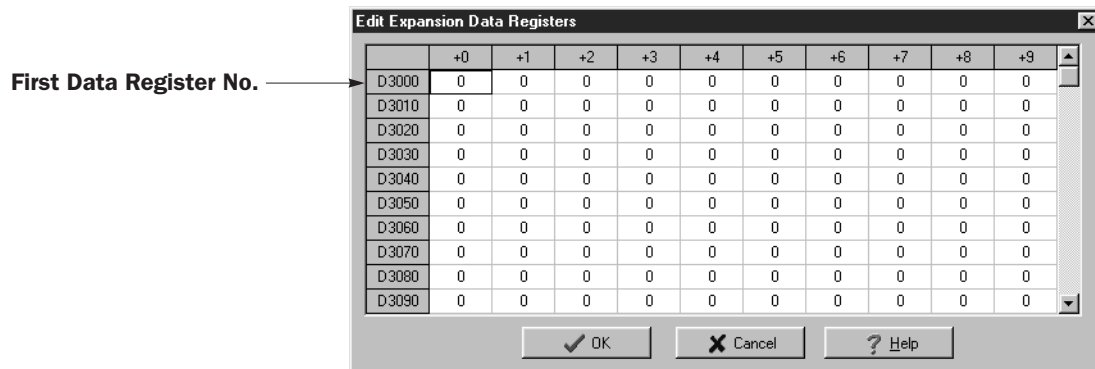 Edit Expansion Data Registers
+0 +1 +2 +3 +4 +5 +6 +7 +8 +9
First Data Register No. D3000 0 0 0 0 0 0 0 0 0 0
D3010 0 0 0 0 0 0 0 0 0 0
D3020 0 0 0 0 0 0 0 0 0 0
D3030 0 0 0 0 0 0 0 0 0 0
D3040 0 0 0 0 0 0 0 0 0 0
D3050 0 0 0 0 0 0 0 0 0 0
D3060 0 0 0 0 0 0 0 0 0 0
D3070 0 0 0 0 0 0 0 0 0 0
D3080 0 0 0 0 0 0 0 0 0 0
D3090 0 0 0 0 0 0 0 0 0 0
OK Cancel Help